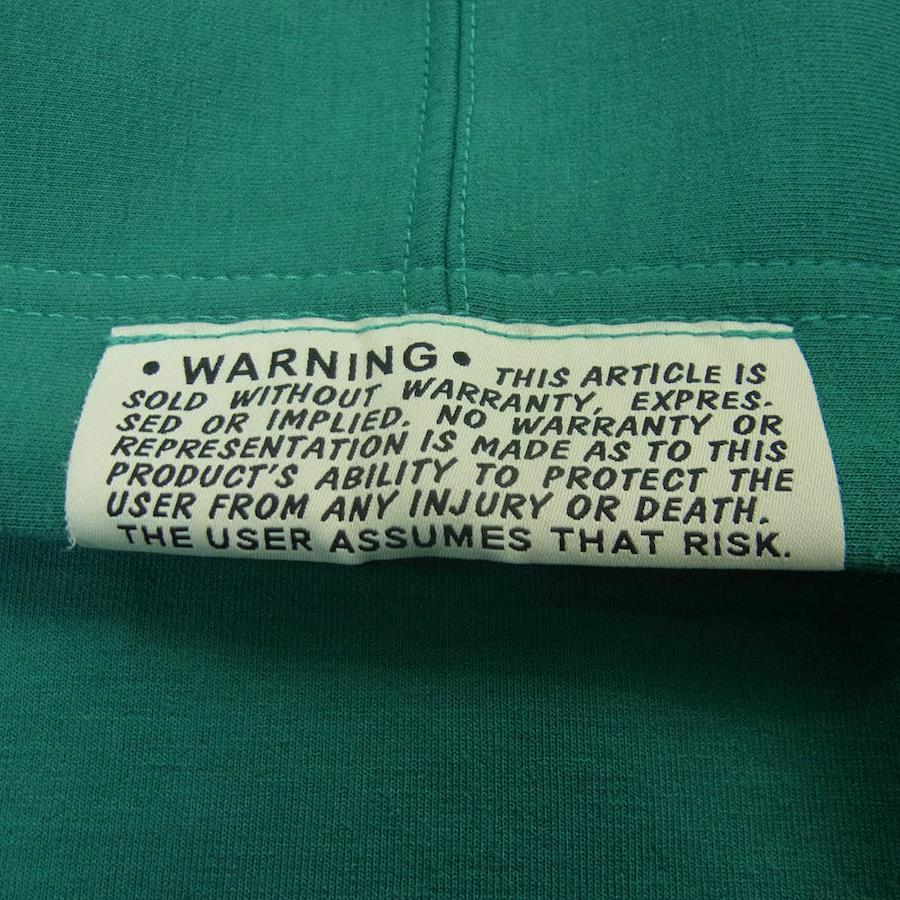 • WARNING • THIS ARTICLE IS
SOLD WITHOUT WARRANTY, EXPRES-
SED OR IMPLIED. NO WARRANTY OR
REPRESENTATION IS MADE AS TO THIS
PRODUCT'S ABILITY TO PROTECT THE
USER FROM ANY INJURY OR DEATH.
THE USER ASSUMES THAT RISK.